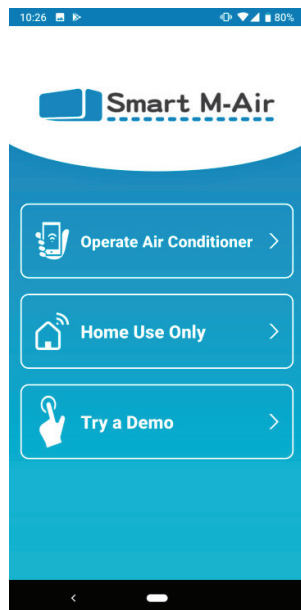 10:26
80%
Smart M-Air
Operate Air Conditioner
Home Use Only
Try a Demo